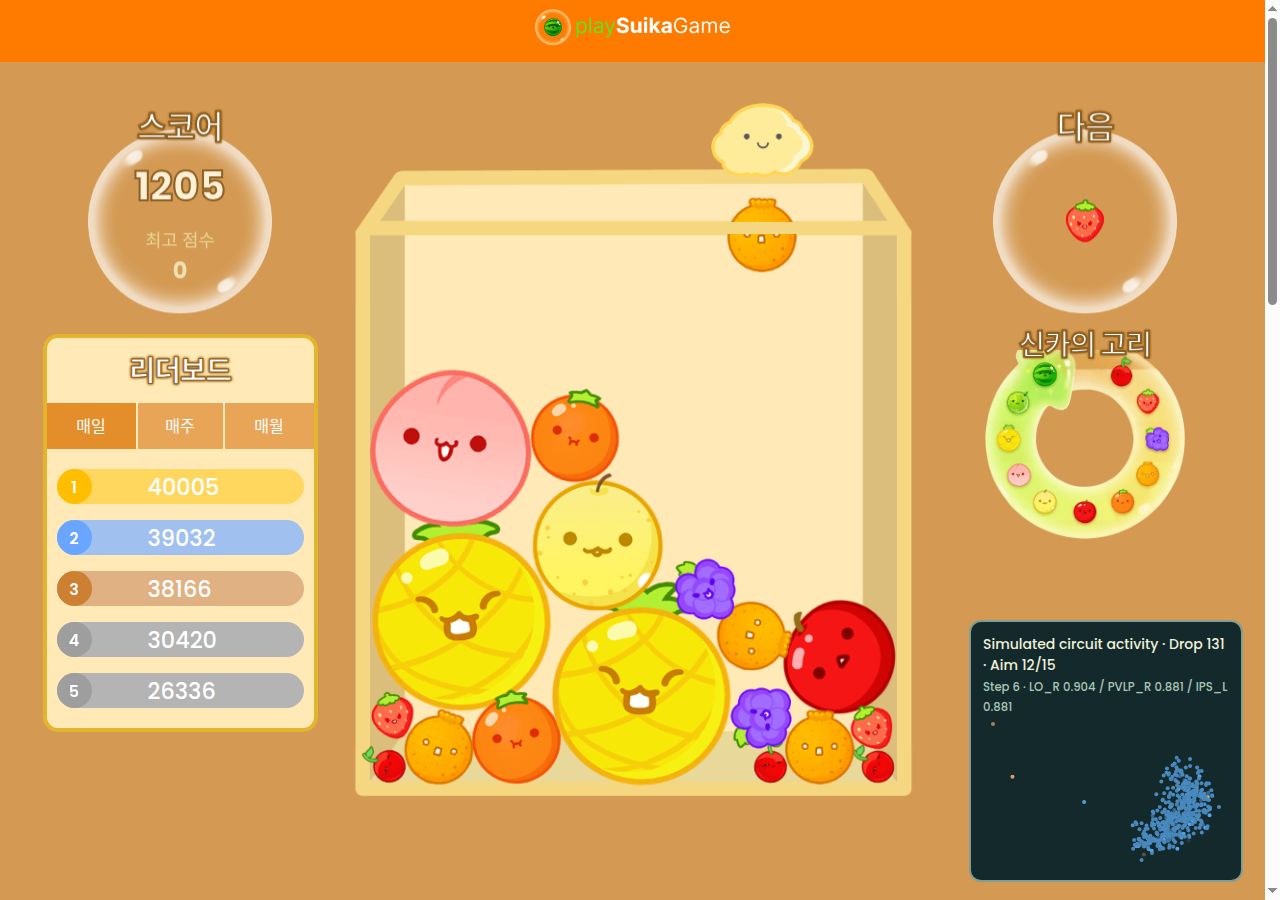 playSuikaGame
스코어
1205
최고 점수
0
리더보드
매일 매주 매월
1 40005
2 39032
3 38166
4 30420
5 26336
다음
신카의 고리
Simulated circuit activity · Drop 131
· Aim 12/15
Step 6 · LO_R 0.904 / PVLP_R 0.881 / IPS_L
0.881